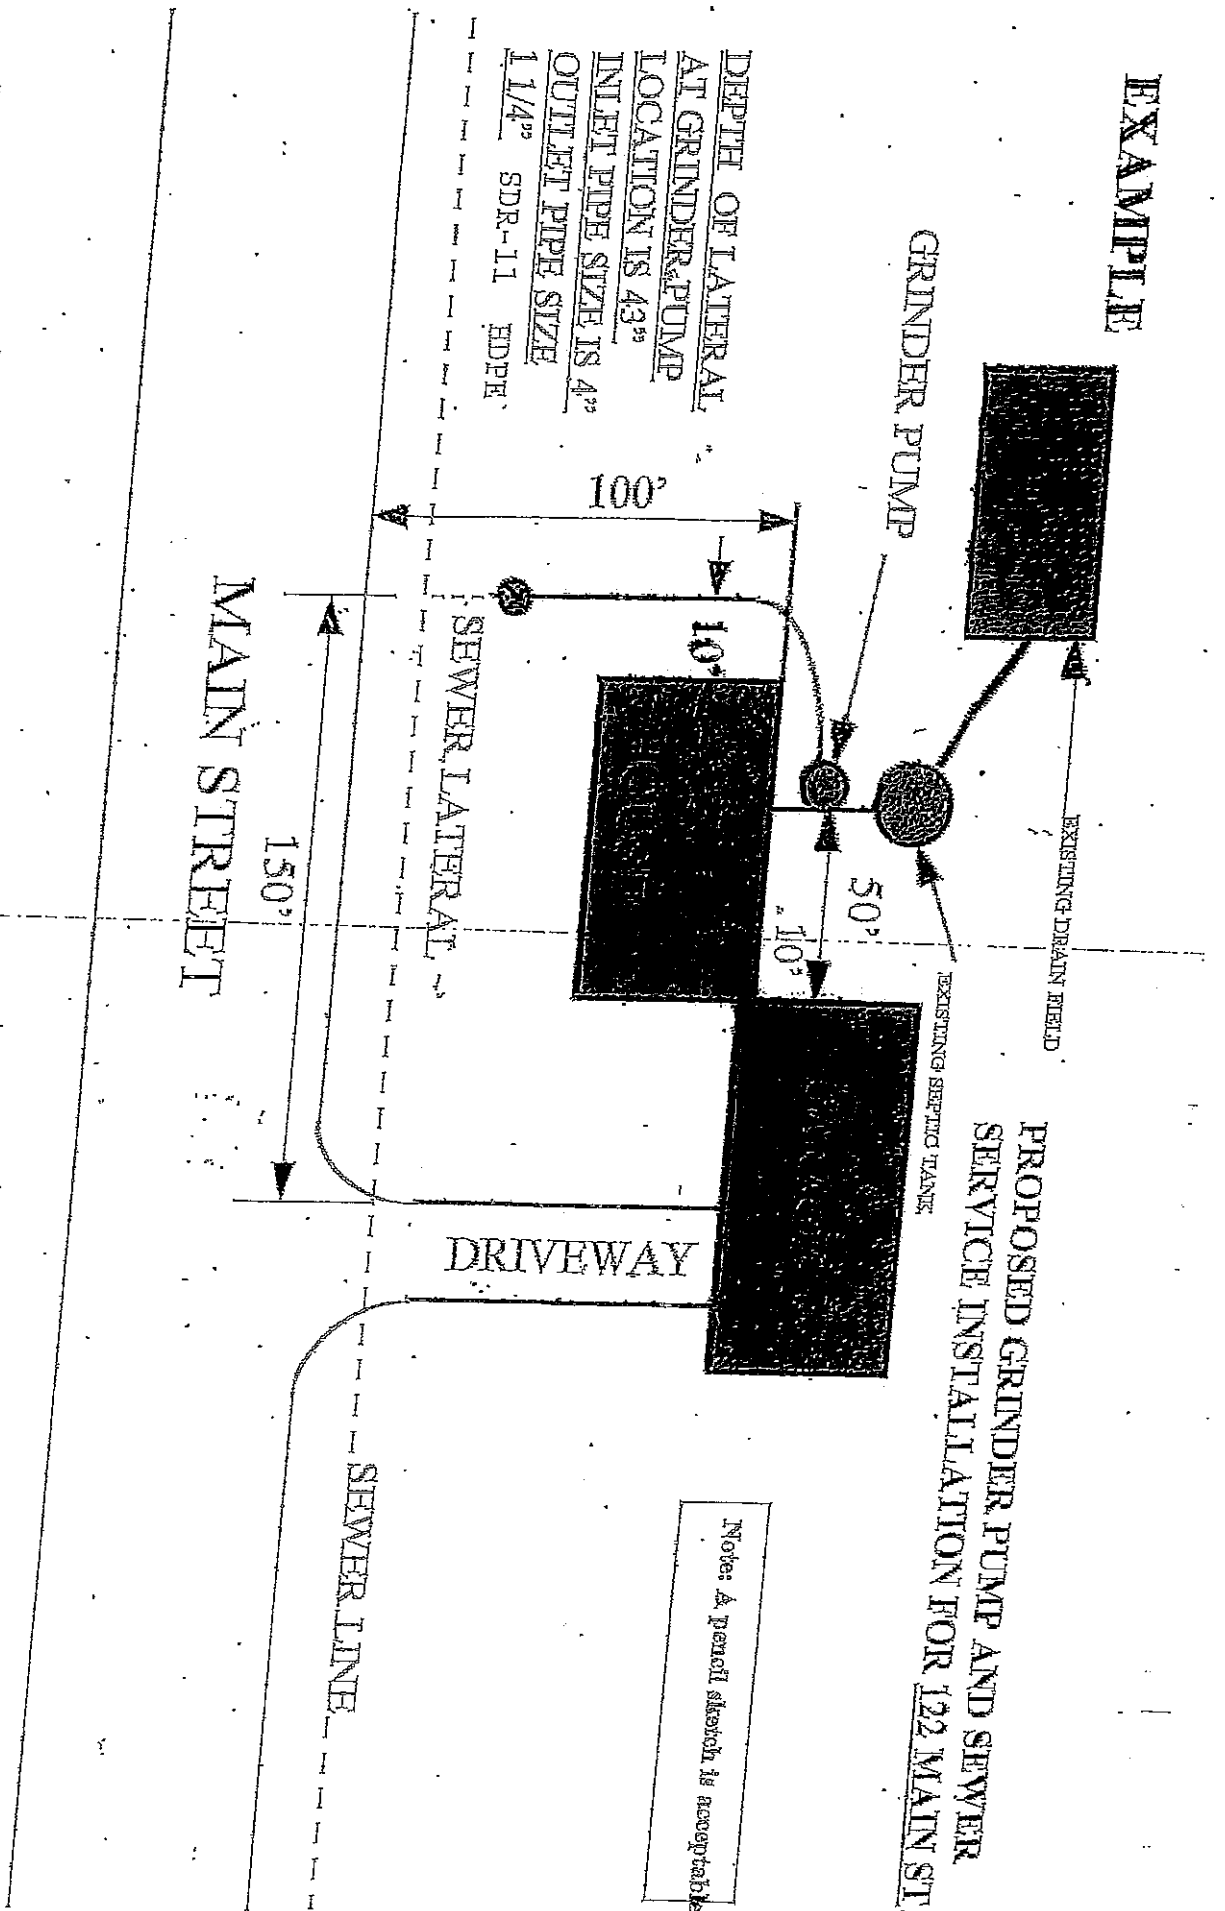 EXAMPLE
PROPOSED GRINDER PUMP AND SEWER
SERVICE INSTALLATION FOR 122 MAIN ST
EXISTING DRAIN FIELD
GRINDER PUMP
EXISTING SEPTIC TANK
50'
10'
10'
100'
DEPTH OF LATERAL
AT GRINDER PUMP
LOCATION IS 43"
INLET PIPE SIZE IS 4"
OUTLET PIPE SIZE
1 1/4" SDR-11 HDPE
Note: A pencil sketch is acceptable
DRIVEWAY
SEWER LATERAL
SEWER LINE
150'
MAIN STREET